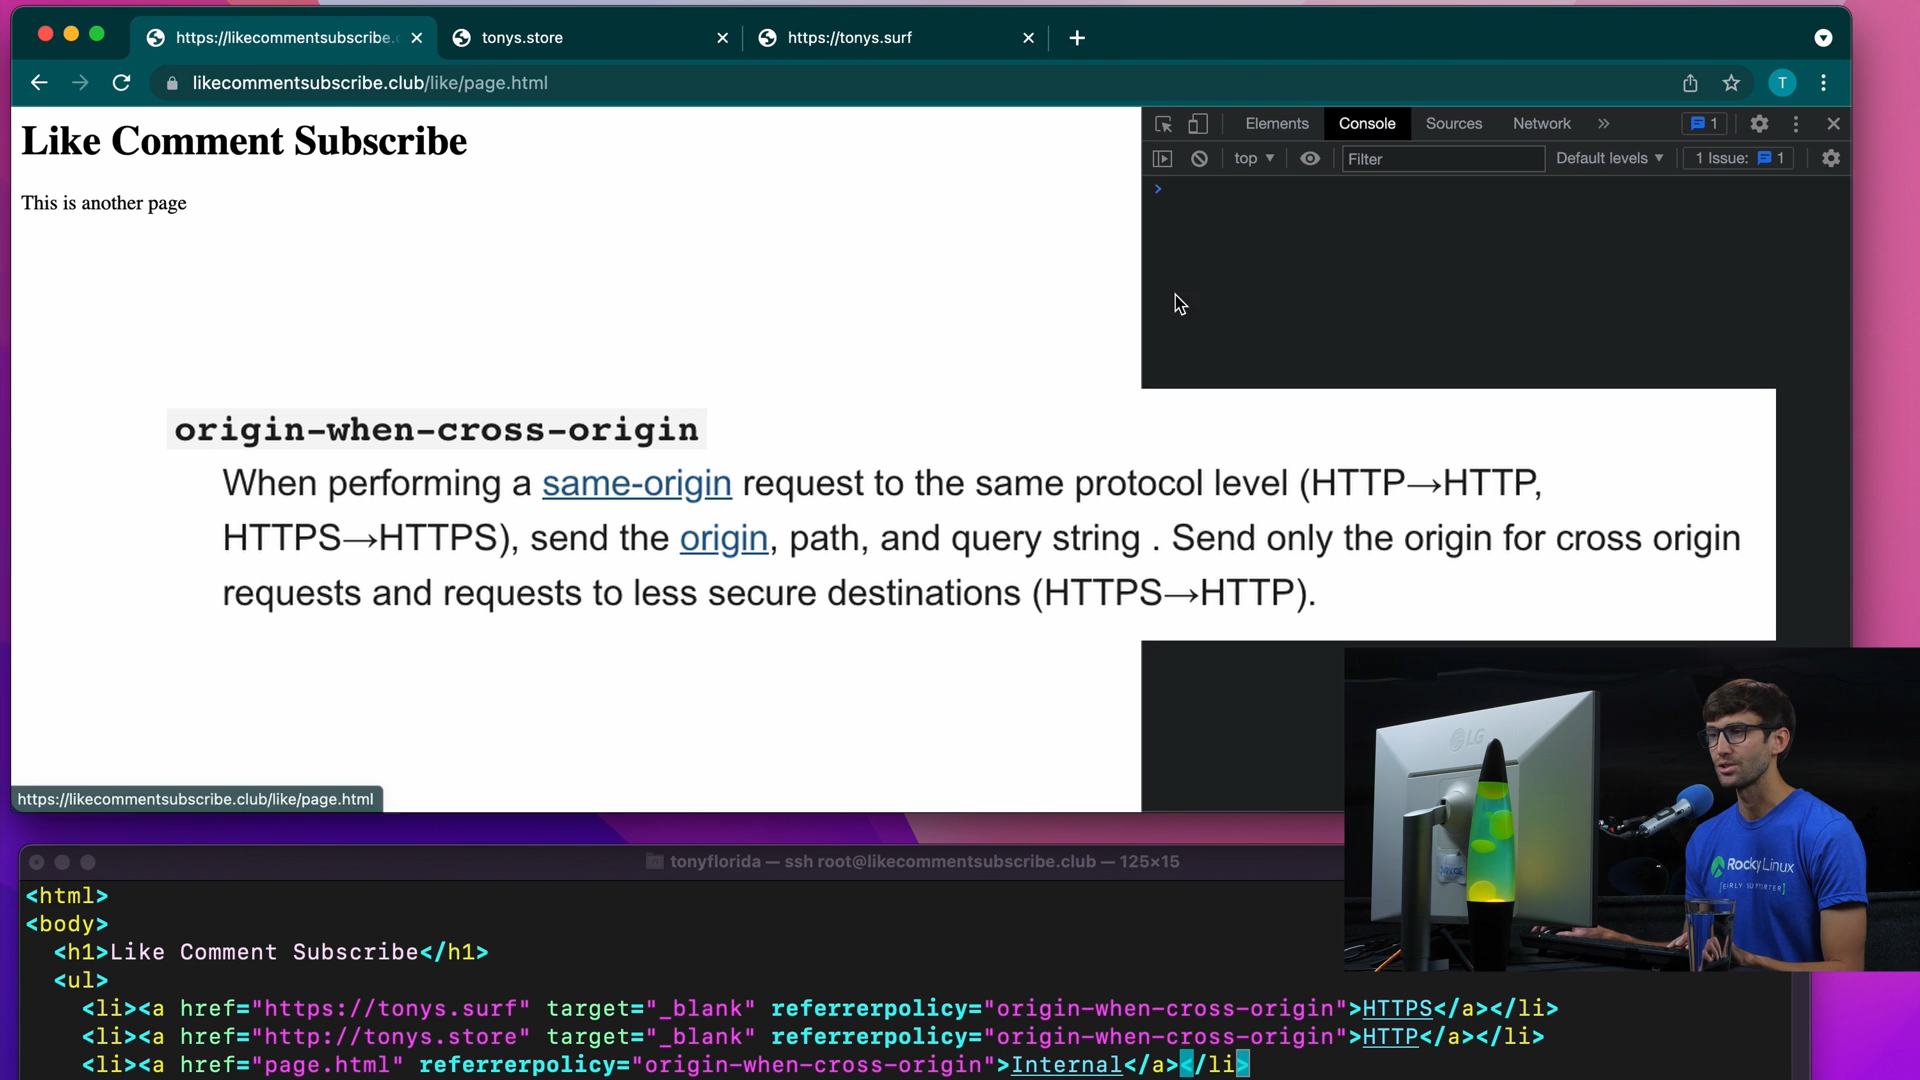 https://likecommentsubscribe.c
tonys.store
https://tonys.surf
likecommentsubscribe.club/like/page.html
T
Like Comment Subscribe
This is another page
Elements
Console
Sources
Network
1
top
Filter
Default levels
1 Issue: 1
origin-when-cross-origin
When performing a same-origin request to the same protocol level (HTTP→HTTP,
HTTPS→HTTPS), send the origin, path, and query string . Send only the origin for cross origin
requests and requests to less secure destinations (HTTPS→HTTP).
https://likecommentsubscribe.club/like/page.html
LG
Rocky Linux
[EARLY SUPPORTER]
tonyflorida — ssh root@likecommentsubscribe.club — 125×15
<html>
<body>
<h1>Like Comment Subscribe</h1>
<ul>
<li><a href="https://tonys.surf" target="_blank" referrerpolicy="origin-when-cross-origin">HTTPS</a></li>
<li><a href="http://tonys.store" target="_blank" referrerpolicy="origin-when-cross-origin">HTTP</a></li>
<li><a href="page.html" referrerpolicy="origin-when-cross-origin">Internal</a></li>